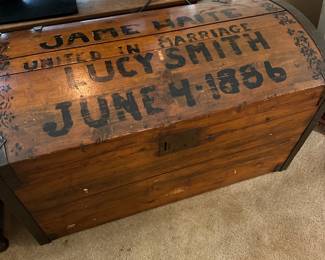 JAME HAITE
UNITED IN MARRIAGE
LUCY SMITH
JUNE 4-1886